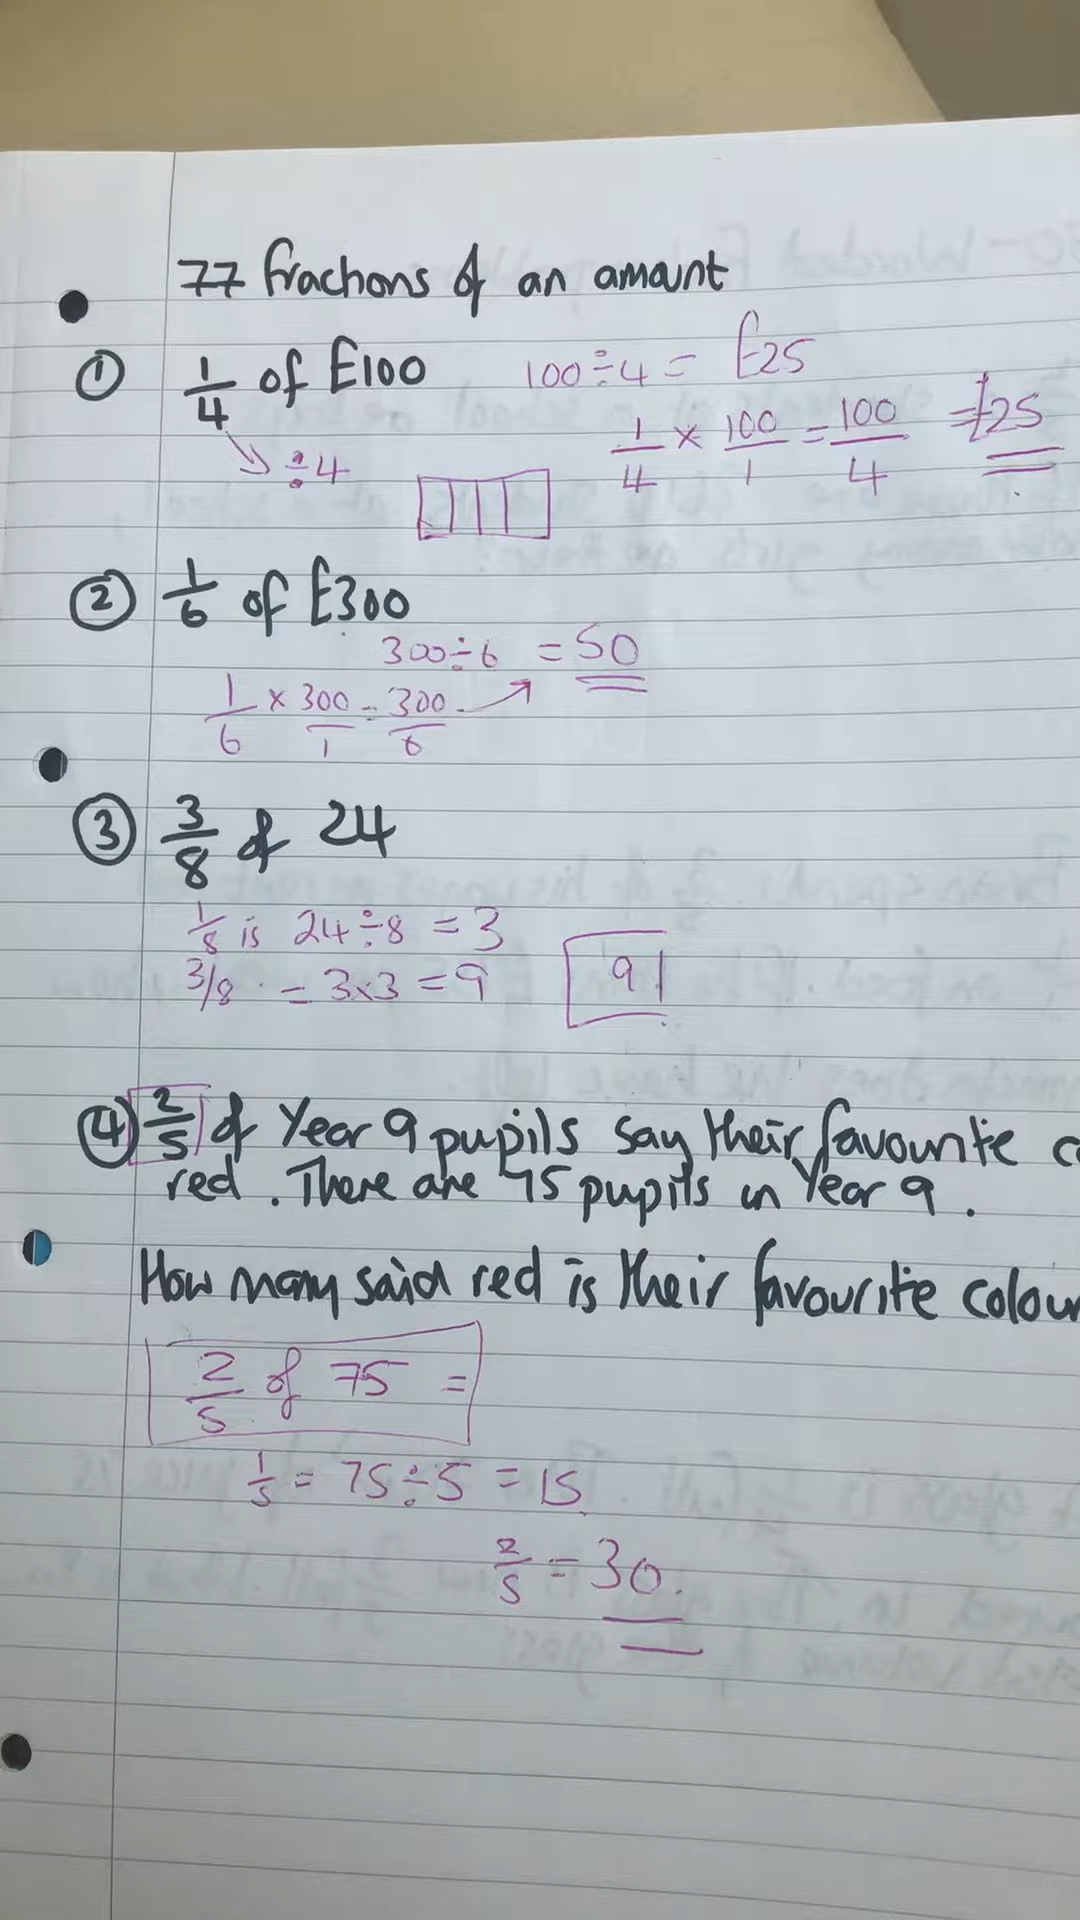 77 fractions of an amount
① 1/4 of £100 100÷4 = £25
÷4 1/4 × 100/1 = 100/4 = £25
② 1/6 of £300
300÷6 = 50
1/6 × 300/1 = 300/6
③ 3/8 of 24
1/8 is 24÷8 = 3
3/8 = 3×3 = 9 9
④ 2/5 of Year 9 pupils say their favourite c
red. There are 75 pupils in Year 9.
How many said red is their favourite colour
2/5 of 75 =
1/5 = 75÷5 = 15
2/5 = 30.